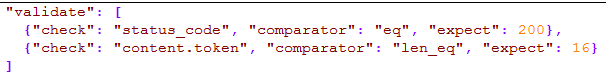 "validate": [
{"check": "status_code", "comparator": "eq", "expect": 200},
{"check": "content.token", "comparator": "len_eq", "expect": 16}
]